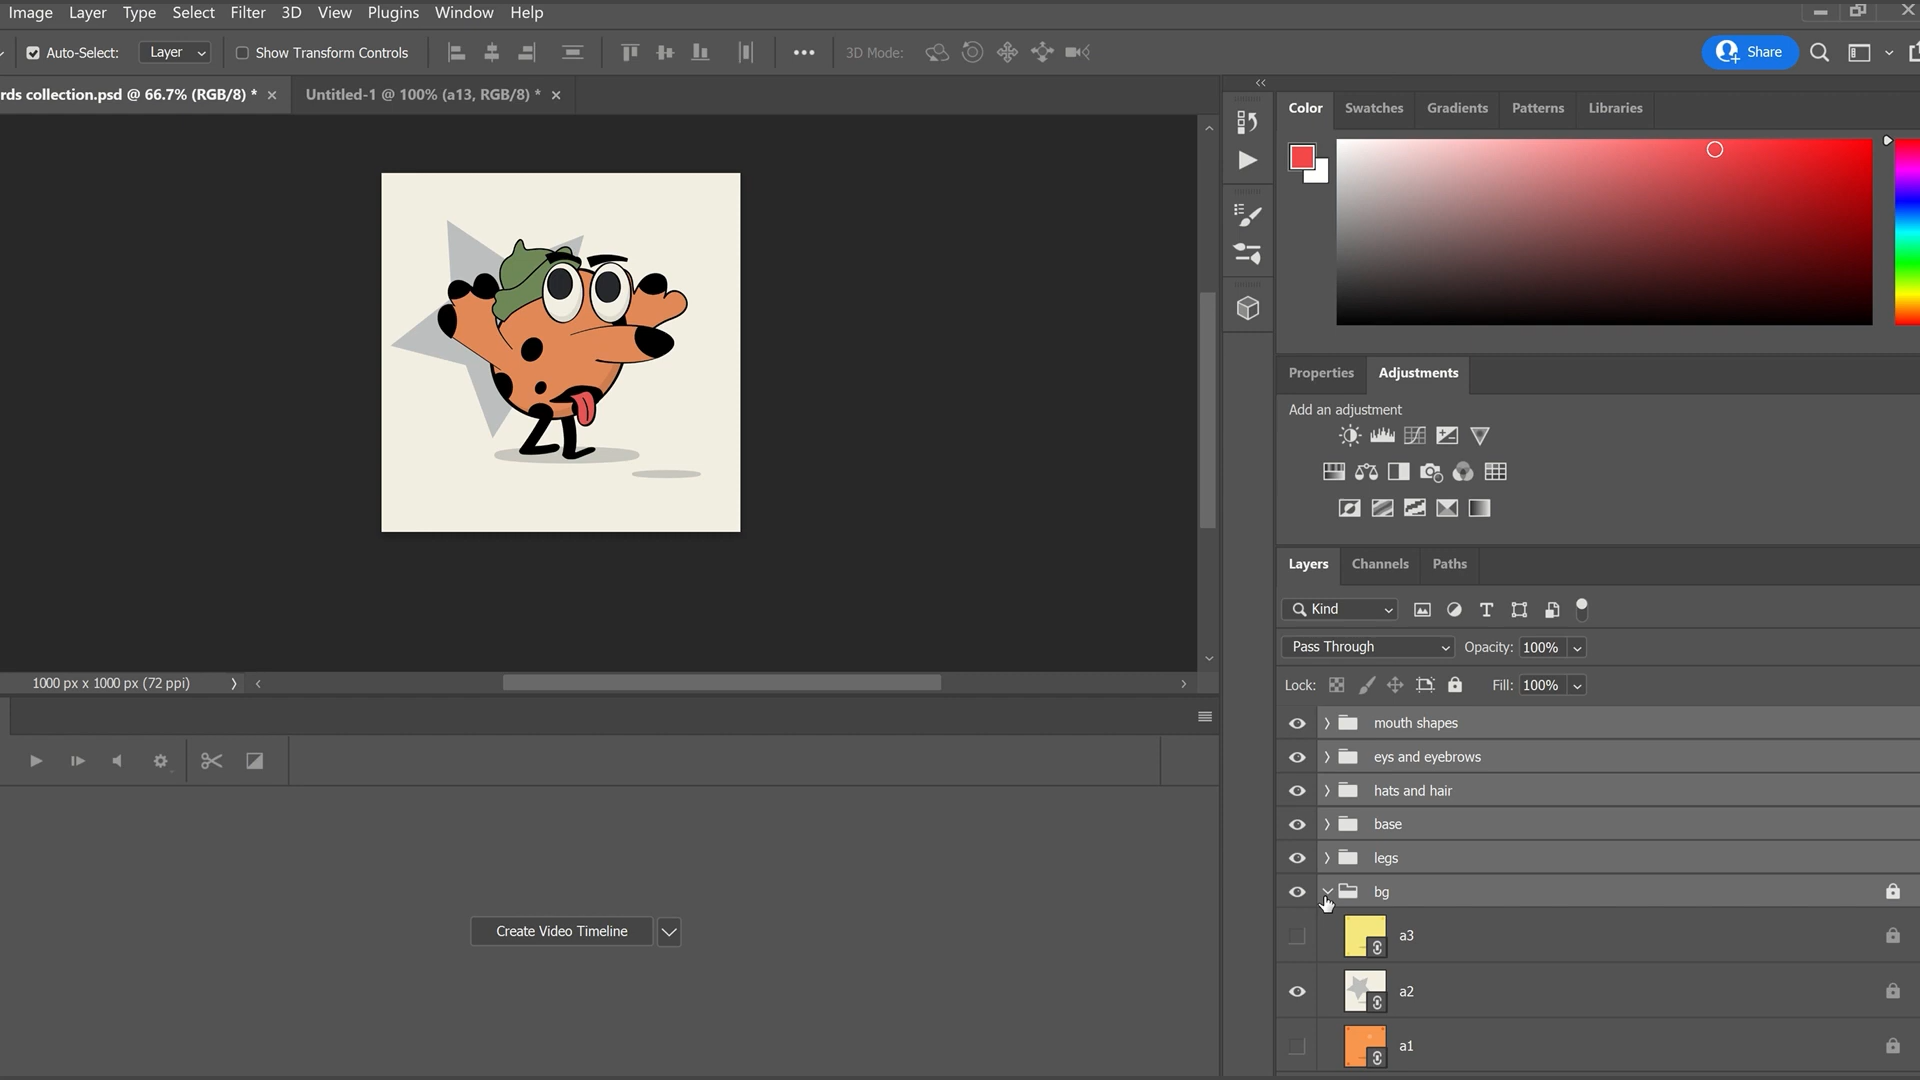 Image Layer Type Select Filter 3D View Plugins Window Help
Auto-Select: Layer Show Transform Controls 3D Mode: Share
rds collection.psd @ 66.7% (RGB/8) * Untitled-1 @ 100% (a13, RGB/8) *
Color Swatches Gradients Patterns Libraries
Properties Adjustments
Add an adjustment
Layers Channels Paths
Kind
Pass Through Opacity: 100%
1000 px x 1000 px (72 ppi)
Lock: Fill: 100%
mouth shapes
eys and eyebrows
hats and hair
base
legs
bg
Create Video Timeline
a3
a2
a1